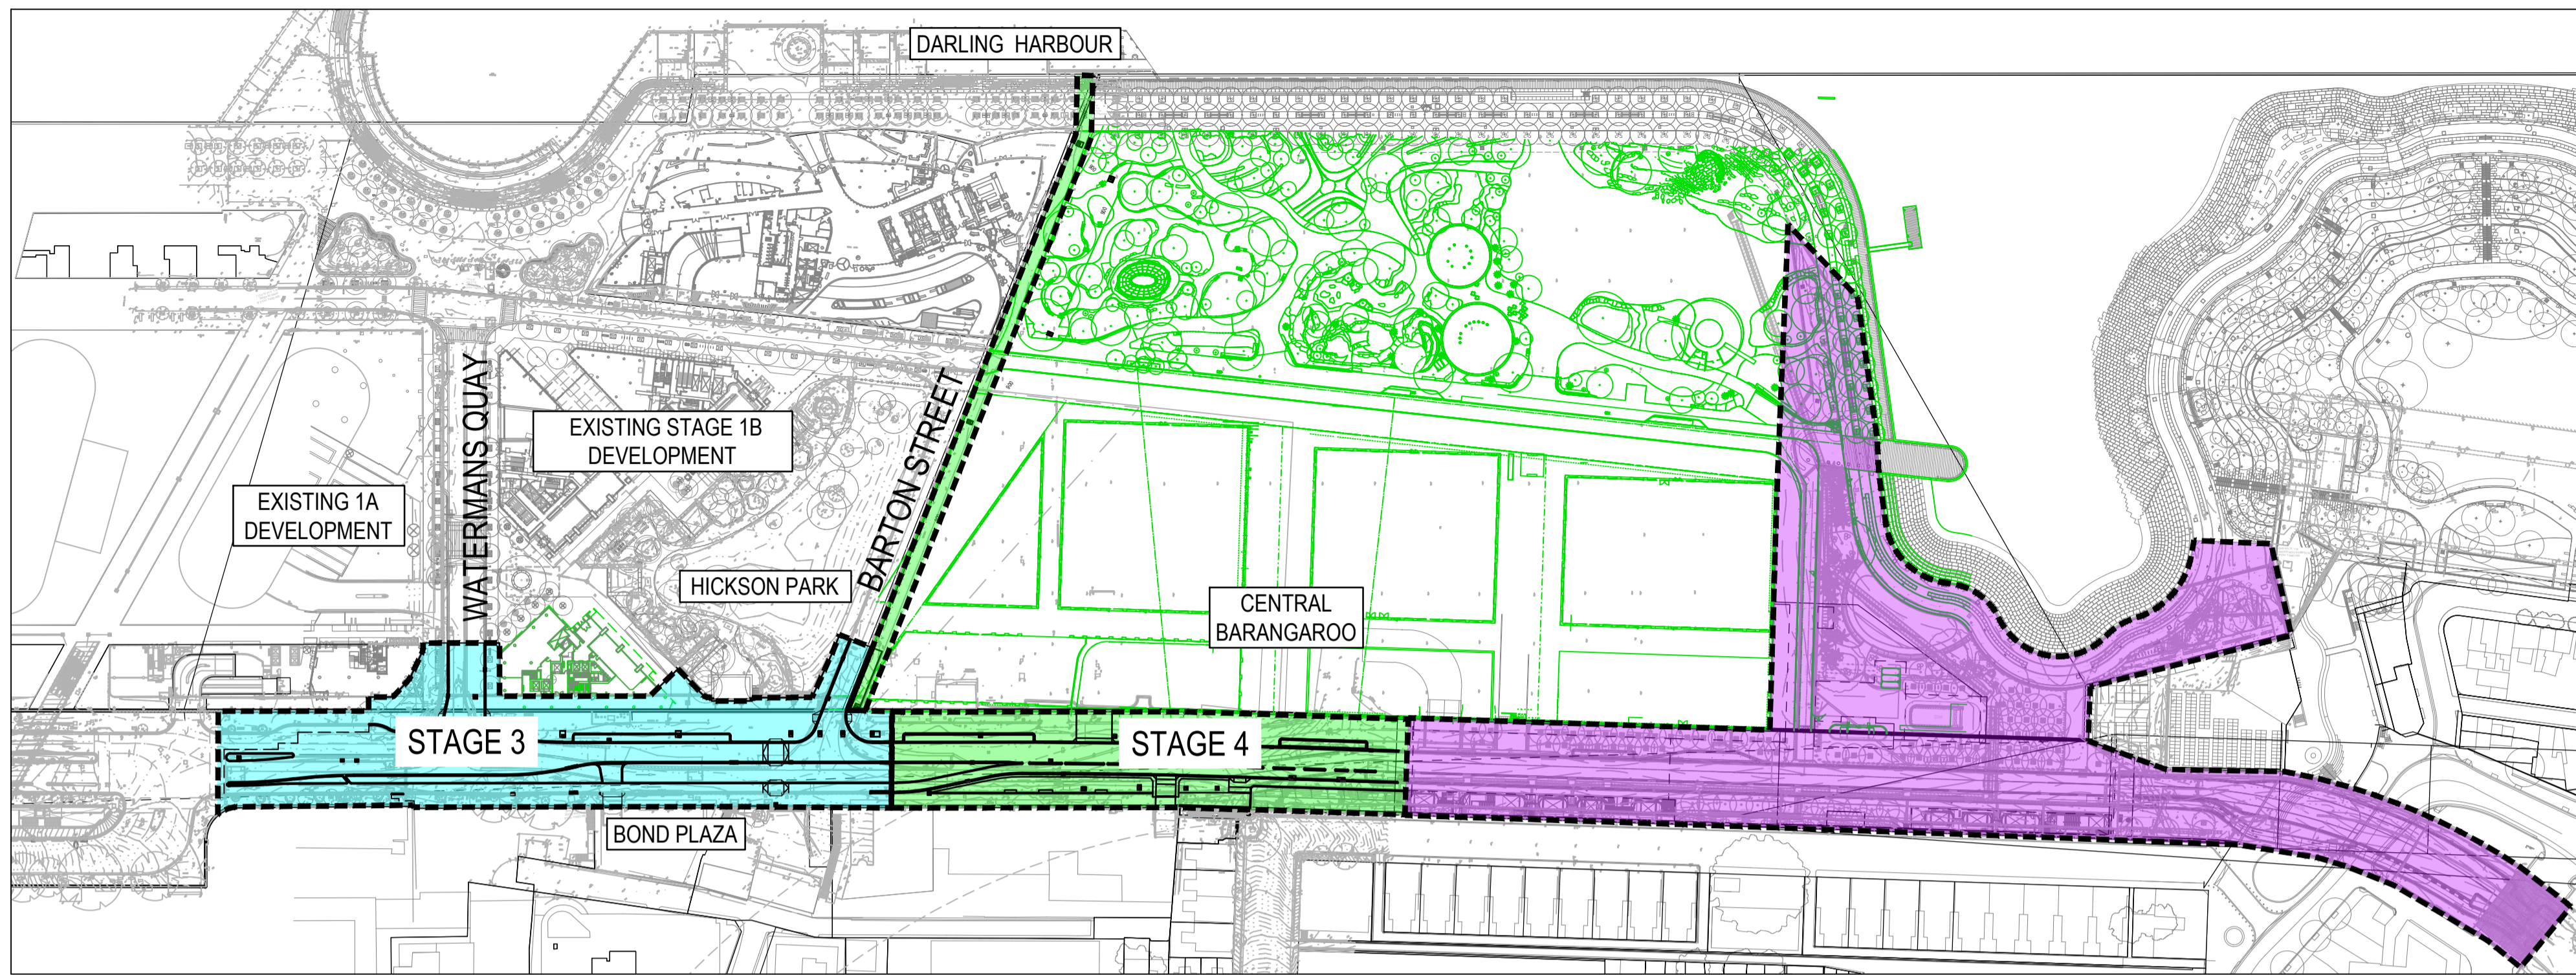 DARLING HARBOUR
WATERMANS QUAY
EXISTING STAGE 1B
DEVELOPMENT
BARTON STREET
EXISTING 1A
DEVELOPMENT
HICKSON PARK
CENTRAL
BARANGAROO
STAGE 3
STAGE 4
BOND PLAZA